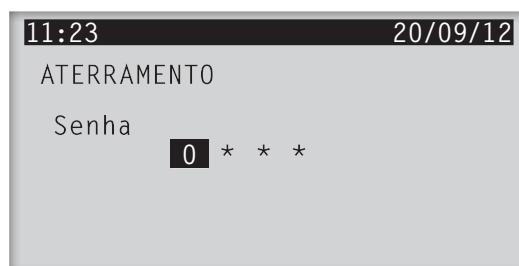 11:23 20/09/12
ATERRAMENTO
Senha
0 * * *